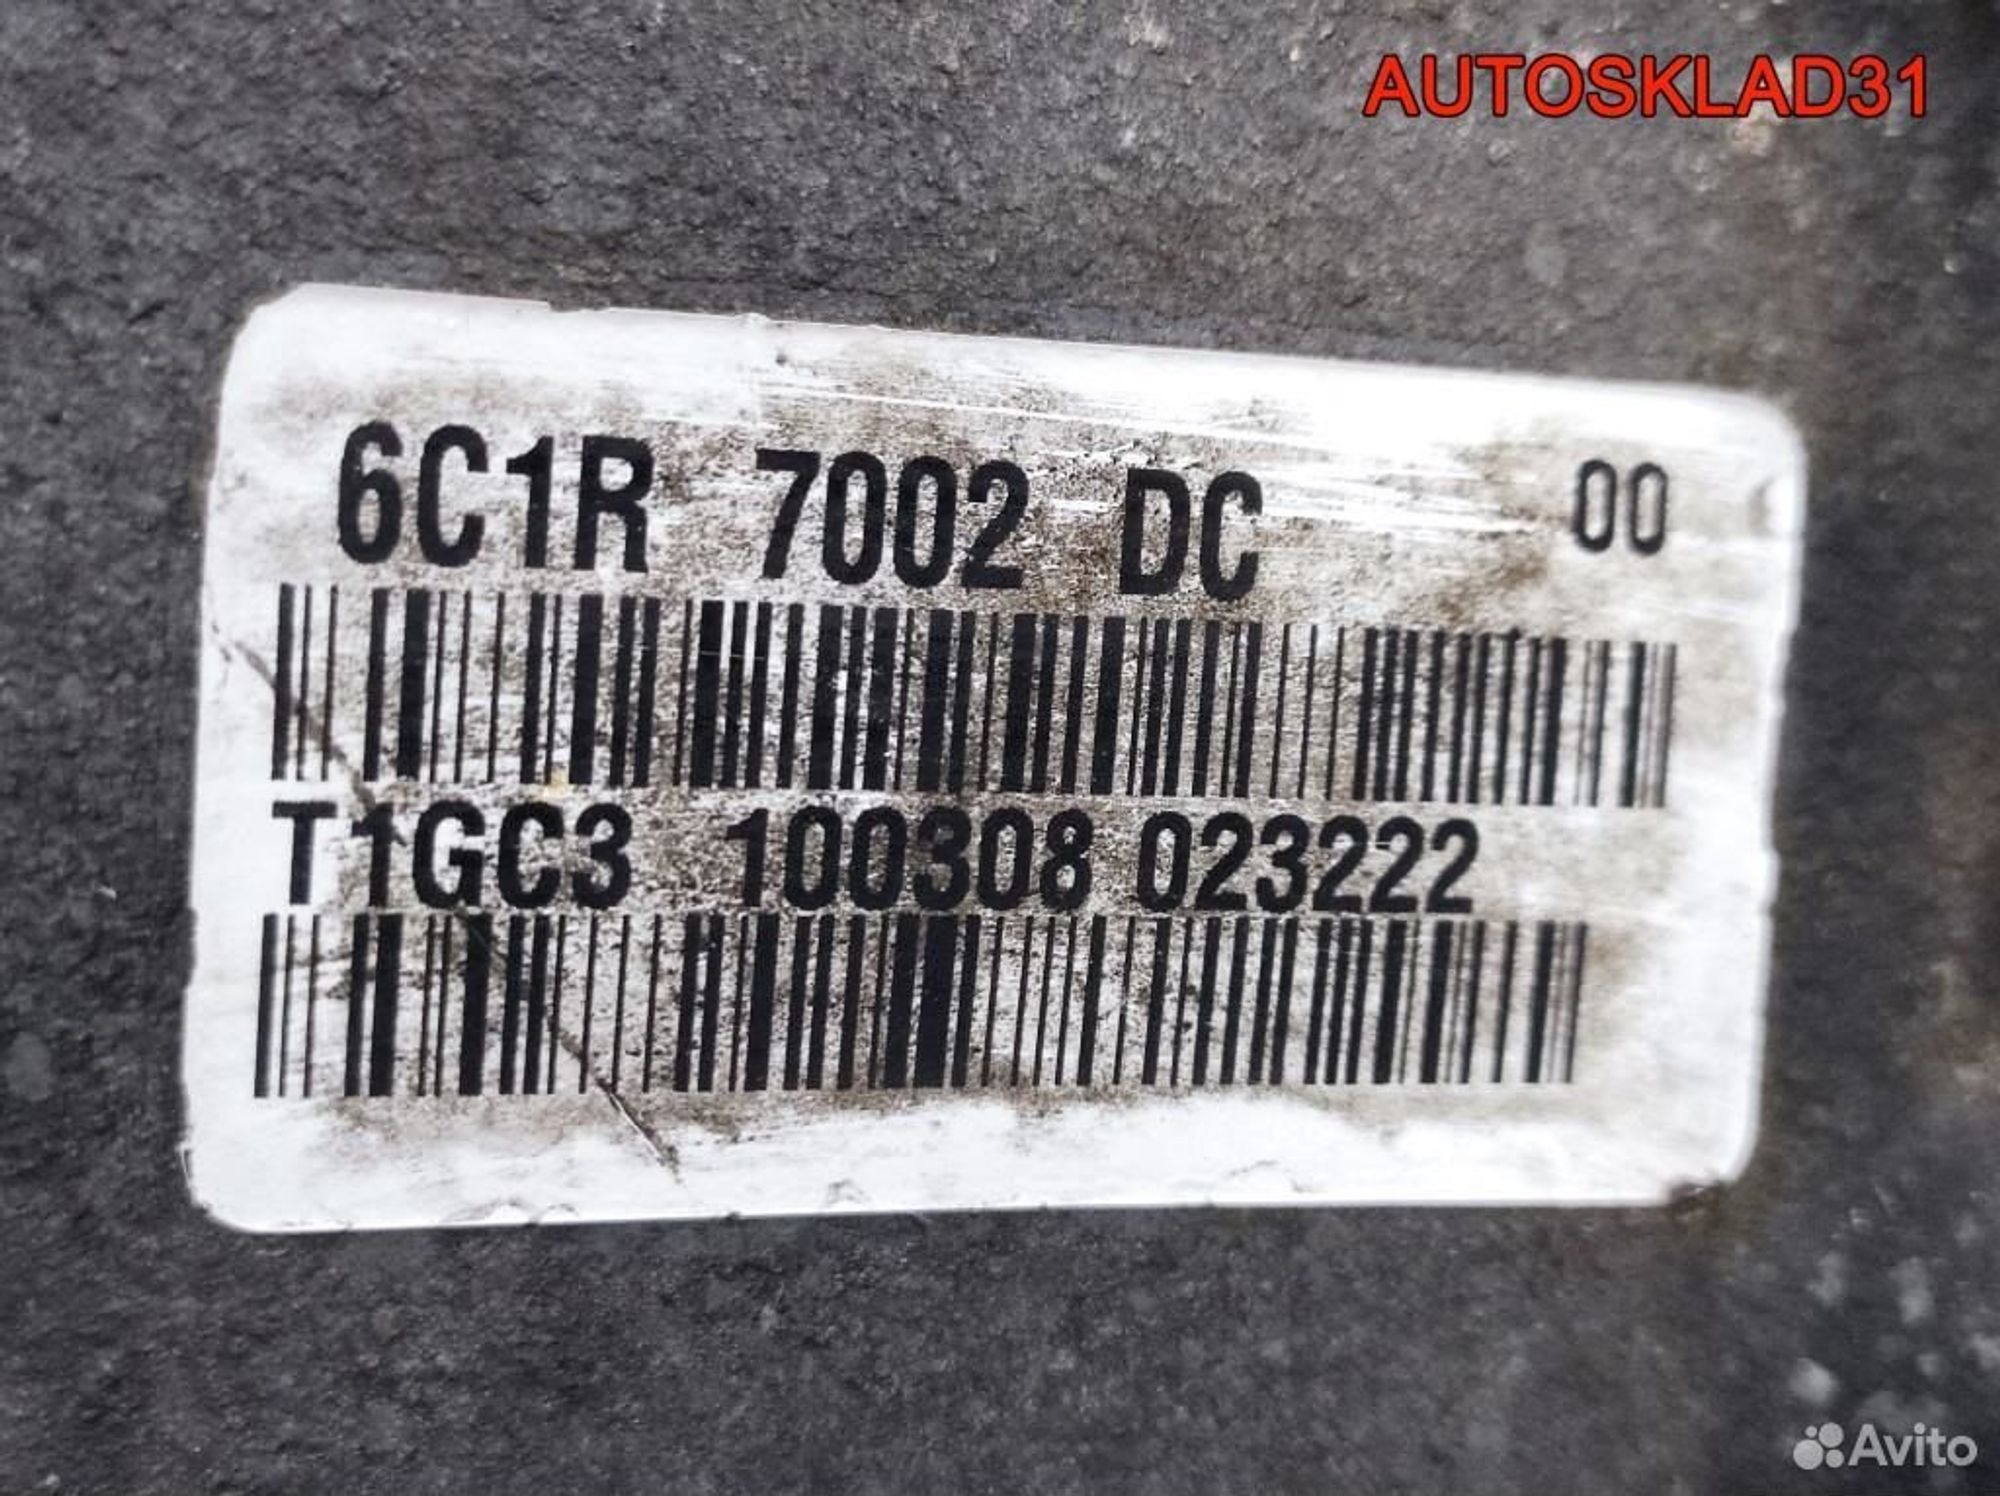 AUTOSKLAD31
6C1R 7002 DC 00
T1GC3 100308 023222
Avito